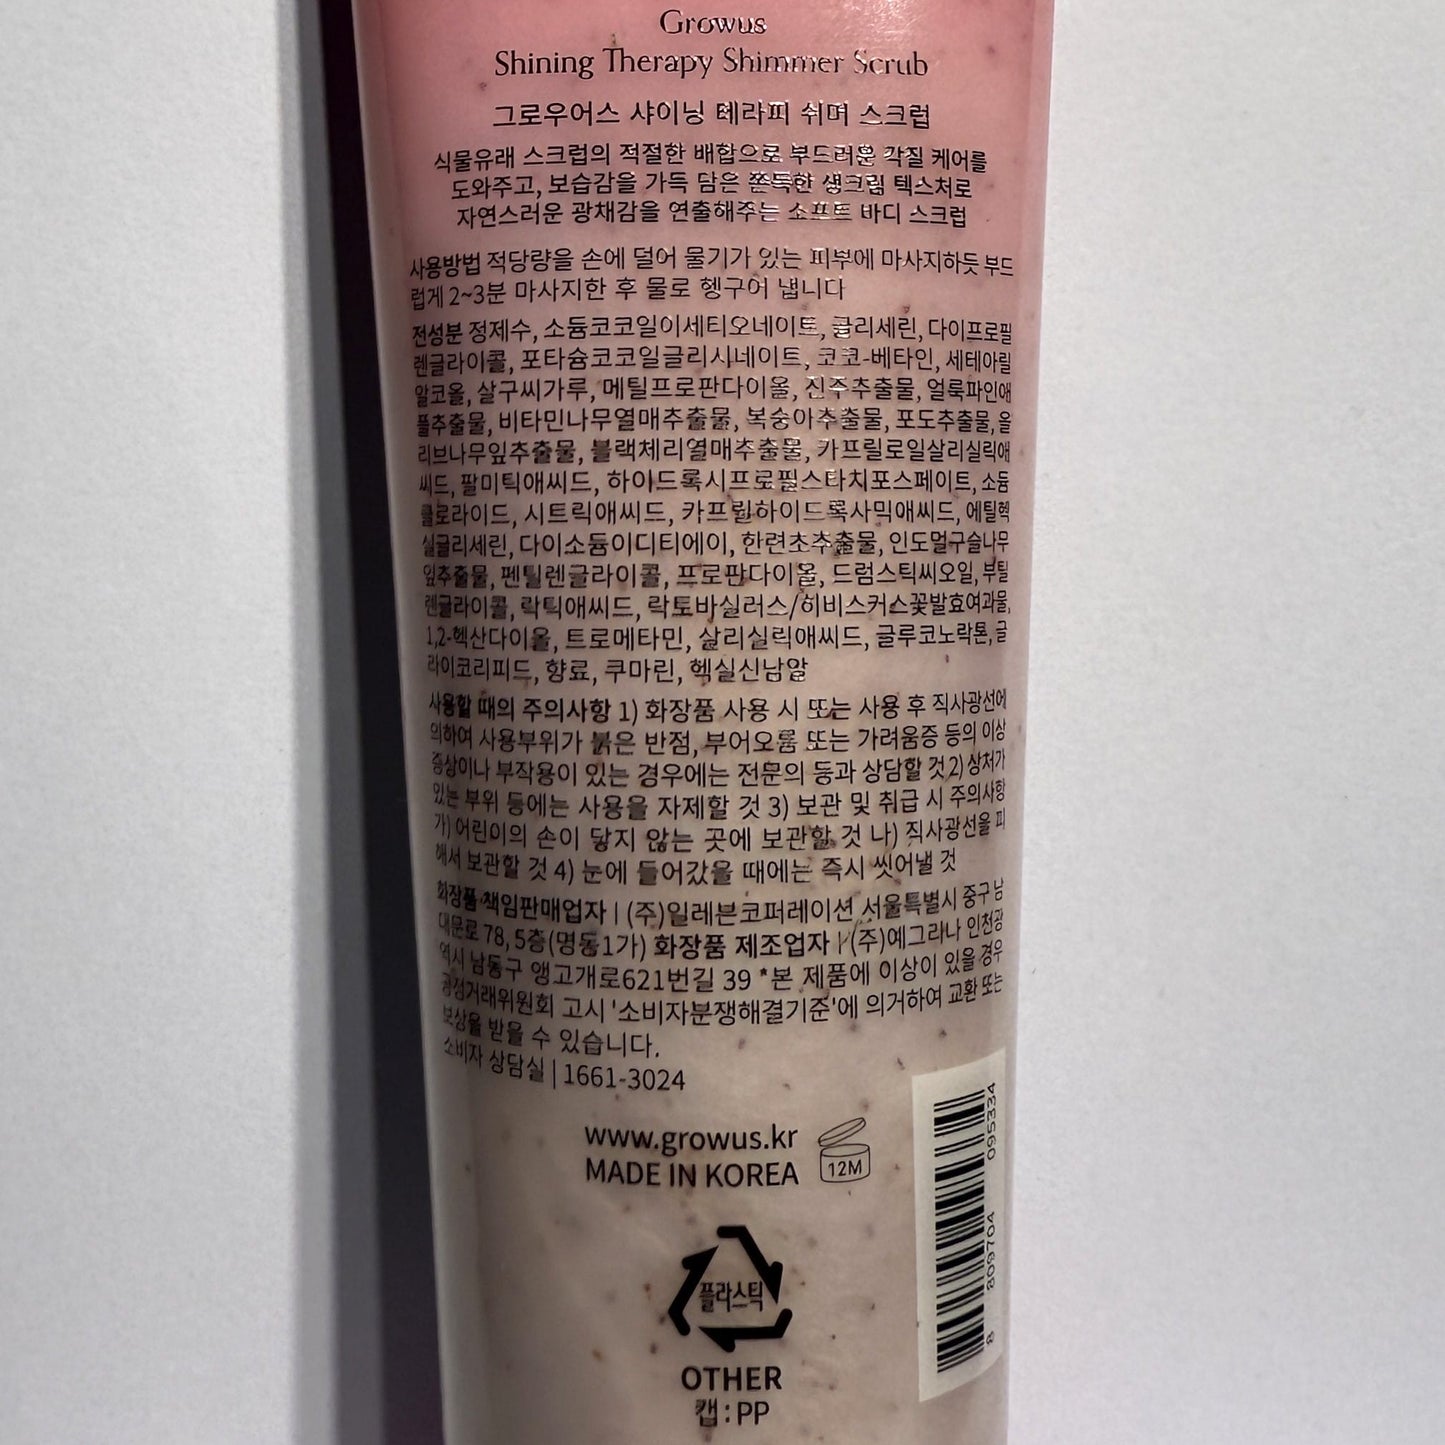 Growus
Shining Therapy Shimmer Scrub
그로우어스 샤이닝 테라피 쉬머 스크럽
식물유래 스크럽의 적절한 배합으로 부드러운 각질 케어를
도와주고, 보습감을 가득 담은 쫀득한 생크림 텍스처로
자연스러운 광채감을 연출해주는 소프트 바디 스크럽
사용방법 적당량을 손에 덜어 물기가 있는 피부에 마사지하듯 부드
럽게 2~3분 마사지한 후 물로 헹구어 냅니다
전성분 정제수, 소듐코코일이세티오네이트, 글리세린, 다이프로필
렌글라이콜, 포타슘코코일글리시네이트, 코코-베타인, 세테아릴
알코올, 살구씨가루, 메틸프로판다이올, 진주추출물, 얼룩파인애
플추출물, 비타민나무열매추출물, 복숭아추출물, 포도추출물, 올
리브나무잎추출물, 블랙체리열매추출물, 카프릴로일살리실릭애
씨드, 팔미틱애씨드, 하이드록시프로필스타치포스페이트, 소듐
클로라이드, 시트릭애씨드, 카프릴하이드록사믹애씨드, 에틸헥
실글리세린, 다이소듐이디티에이, 한련초추출물, 인도멀구슬나무
잎추출물, 펜틸렌글라이콜, 프로판다이올, 드럼스틱씨오일, 부틸
렌글라이콜, 락틱애씨드, 락토바실러스/히비스커스꽃발효여과물,
1,2-헥산다이올, 트로메타민, 살리실릭애씨드, 글루코노락톤, 글
라이코리피드, 향료, 쿠마린, 헥실신남알
사용할 때의 주의사항 1) 화장품 사용 시 또는 사용 후 직사광선에
의하여 사용부위가 붉은 반점, 부어오름 또는 가려움증 등의 이상
증상이나 부작용이 있는 경우에는 전문의 등과 상담할 것 2) 상처가
있는 부위 등에는 사용을 자제할 것 3) 보관 및 취급 시 주의사항
가) 어린이의 손이 닿지 않는 곳에 보관할 것 나) 직사광선을 피
해서 보관할 것 4) 눈에 들어갔을 때에는 즉시 씻어낼 것
화장품책임판매업자 | (주)일레븐코퍼레이션 서울특별시 중구 남
대문로 78, 5층(명동1가) 화장품 제조업자 | (주)예그리나 인천광
역시 남동구 앵고개로621번길 39 *본 제품에 이상이 있을 경우
공정거래위원회 고시 '소비자분쟁해결기준'에 의거하여 교환 또는
보상을 받을 수 있습니다.
소비자 상담실 | 1661-3024
www.growus.kr
MADE IN KOREA
12M
8 809704 095334
플라스틱
OTHER
캡 : PP